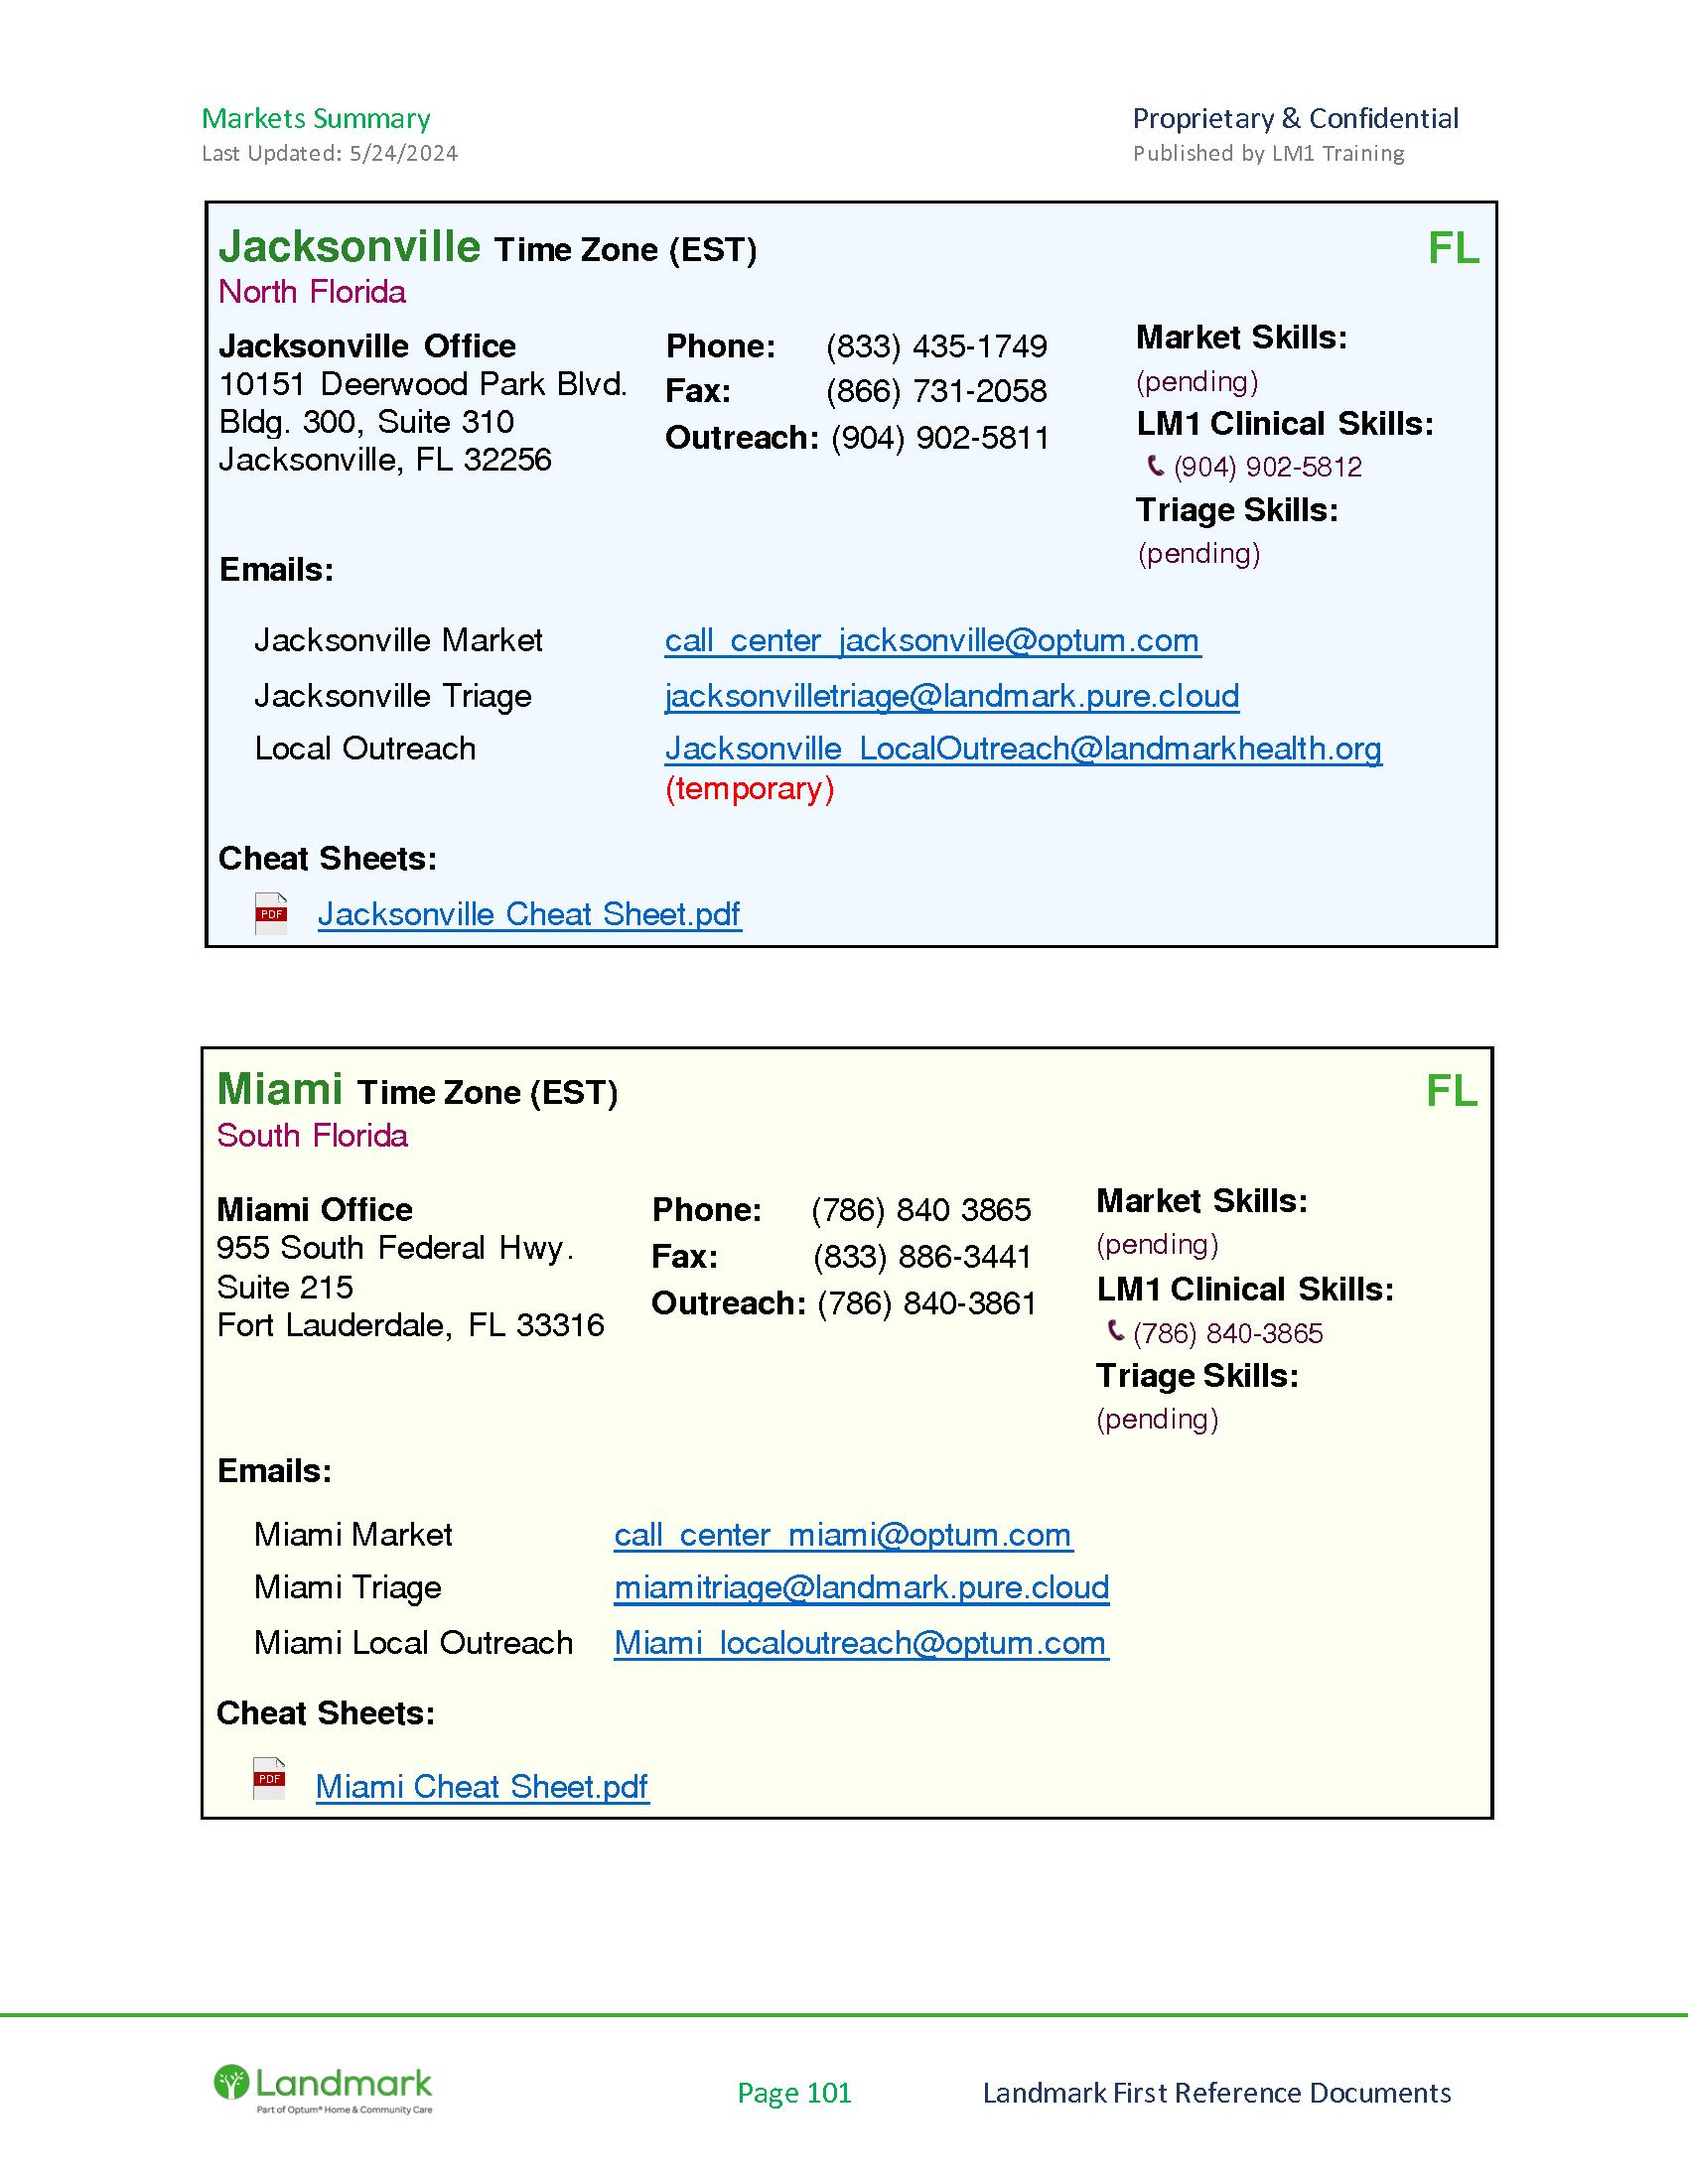 Markets Summary
Proprietary & Confidential
Last Updated: 5/24/2024
Published by LM1 Training
Jacksonville Time Zone (EST)
FL
North Florida
Jacksonville Office
10151 Deerwood Park Blvd.
Bldg. 300, Suite 310
Jacksonville, FL 32256
Phone: (833) 435-1749
Fax: (866) 731-2058
Outreach: (904) 902-5811
Market Skills:
(pending)
LM1 Clinical Skills:
(904) 902-5812
Triage Skills:
(pending)
Emails:
Jacksonville Market call_center_jacksonville@optum.com
Jacksonville Triage jacksonvilletriage@landmark.pure.cloud
Local Outreach Jacksonville_LocalOutreach@landmarkhealth.org
(temporary)
Cheat Sheets:
PDF Jacksonville Cheat Sheet.pdf
Miami Time Zone (EST)
FL
South Florida
Miami Office
955 South Federal Hwy.
Suite 215
Fort Lauderdale, FL 33316
Phone: (786) 840 3865
Fax: (833) 886-3441
Outreach: (786) 840-3861
Market Skills:
(pending)
LM1 Clinical Skills:
(786) 840-3865
Triage Skills:
(pending)
Emails:
Miami Market call_center_miami@optum.com
Miami Triage miamitriage@landmark.pure.cloud
Miami Local Outreach Miami_localoutreach@optum.com
Cheat Sheets:
PDF Miami Cheat Sheet.pdf
Landmark
Part of Optum® Home & Community Care
Page 101
Landmark First Reference Documents